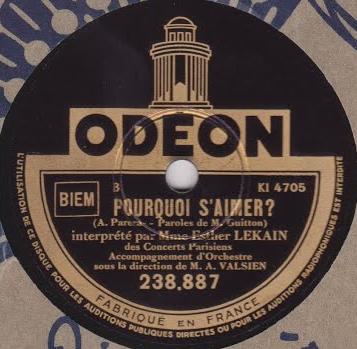 ODEON
BIEM
B
KI 4705
POURQUOI S'AIMER?
(A. Parera - Paroles de M. Guitton)
interprété par Mme Esther LEKAIN
des Concerts Parisiens
Accompagnement d'Orchestre
sous la direction de M. A. VALSIEN
238.887
FABRIQUÉ EN FRANCE
L'UTILISATION DE CE DISQUE POUR LES AUDITIONS PUBLIQUES DIRECTES OU POUR LES AUDITIONS RADIOPHONIQUES EST INTERDITE